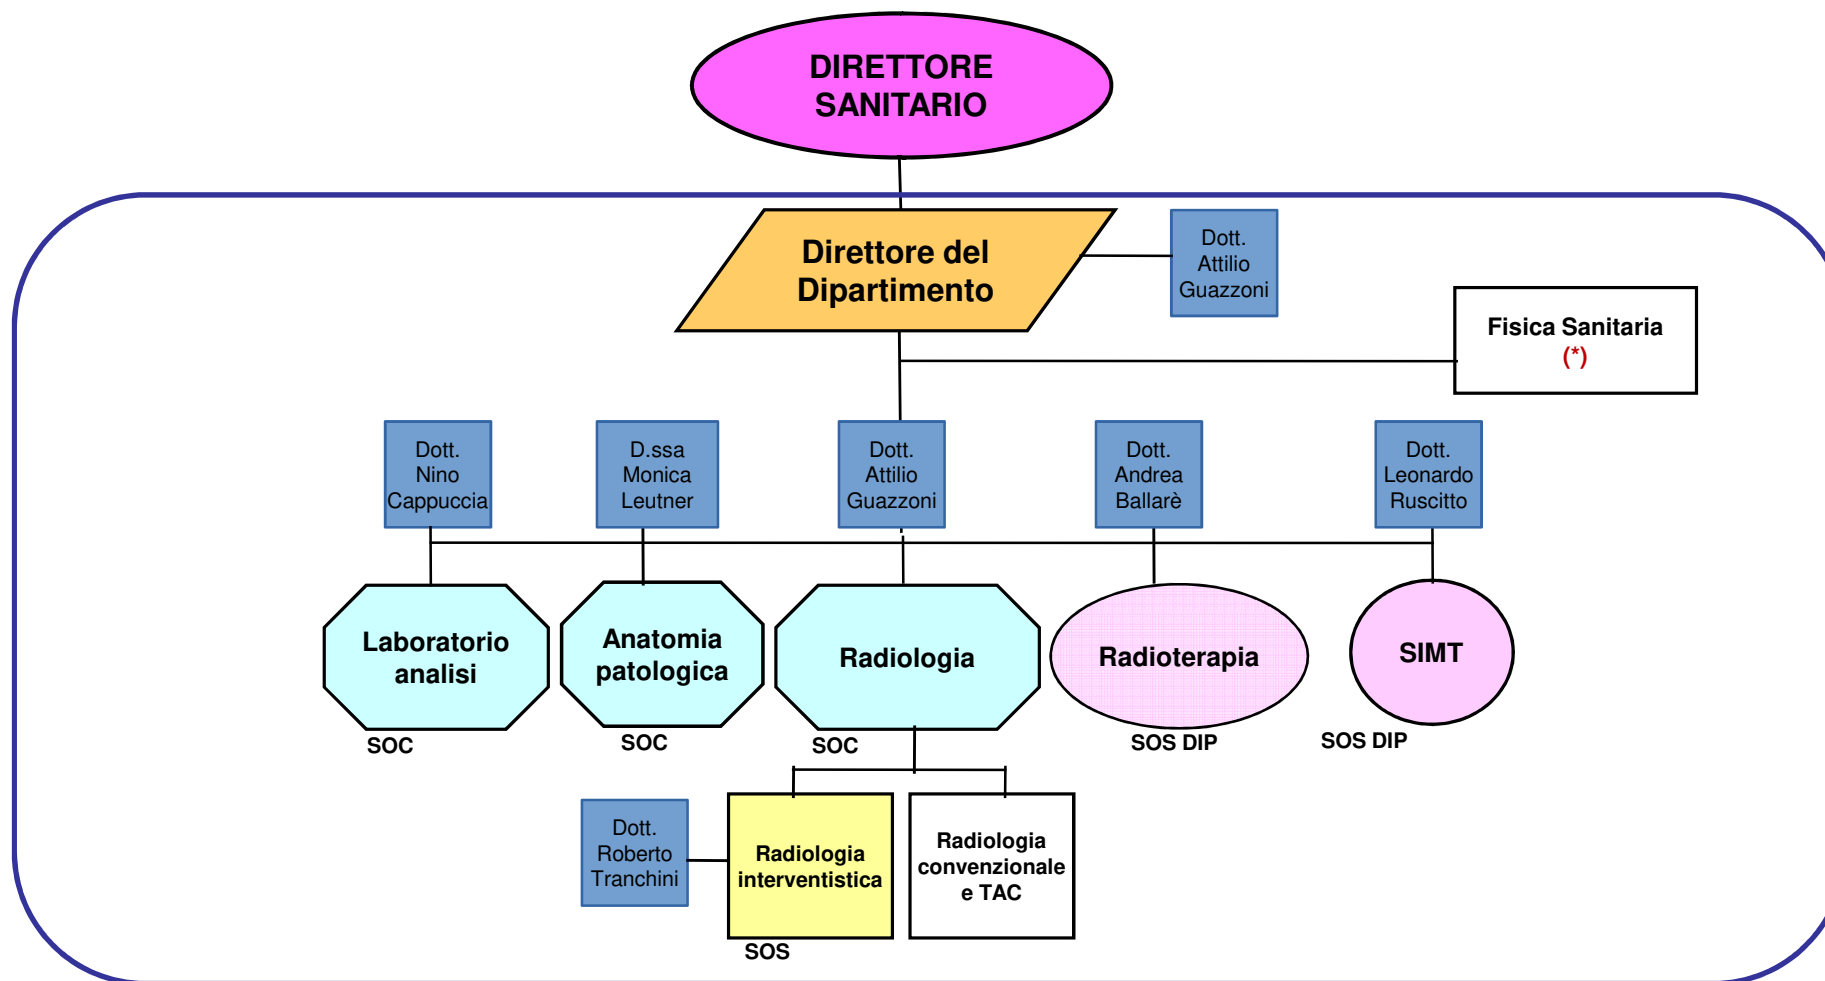 DIRETTORE
SANITARIO
Direttore del
Dipartimento
Dott.
Attilio
Guazzoni
Fisica Sanitaria
(*)
Dott.
Nino
Cappuccia
D.ssa
Monica
Leutner
Dott.
Attilio
Guazzoni
Dott.
Andrea
Ballarè
Dott.
Leonardo
Ruscitto
Laboratorio
analisi
SOC
Anatomia
patologica
SOC
Radiologia
SOC
Radioterapia
SOS DIP
SIMT
SOS DIP
Dott.
Roberto
Tranchini
Radiologia
interventistica
SOS
Radiologia
convenzionale
e TAC